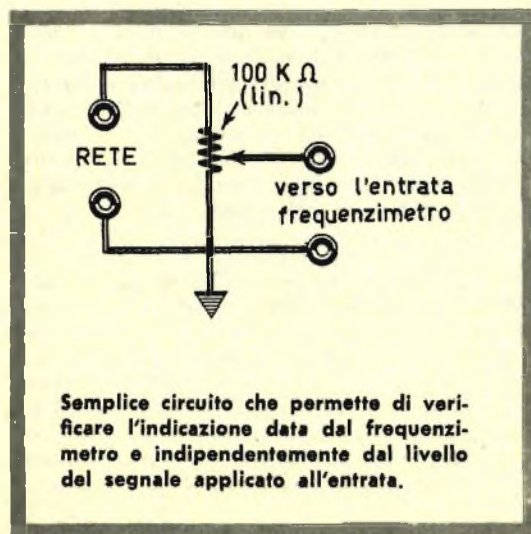 100 K Ω
(lin.)
RETE
verso l'entrata
frequenzimetro
Semplice circuito che permette di veri-
ficare l'indicazione data dal frequenzi-
metro e indipendentemente dal livello
del segnale applicato all'entrata.